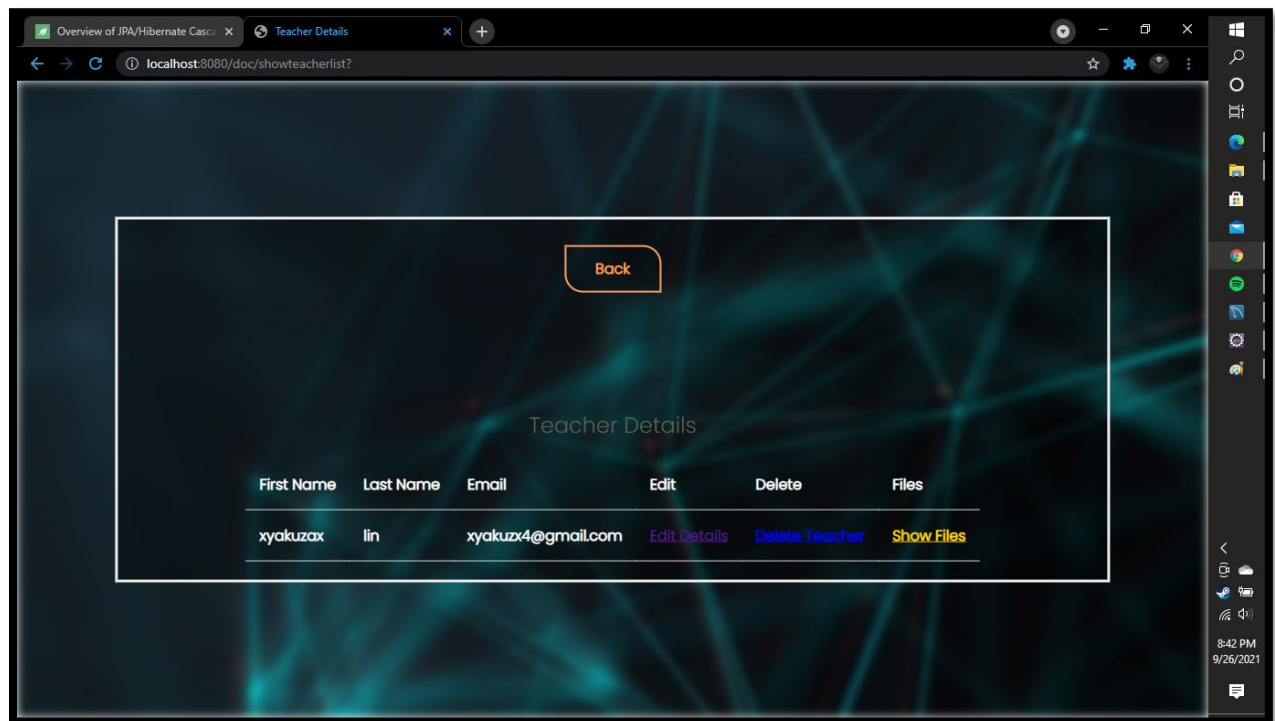 Overview of JPA/Hibernate Casca
Teacher Details
localhost:8080/doc/showteacherlist?
Back
Teacher Details
First Name Last Name Email Edit Delete Files
xyakuzax lin xyakuzx4@gmail.com Edit Details Delete Teacher Show Files
8:42 PM
9/26/2021